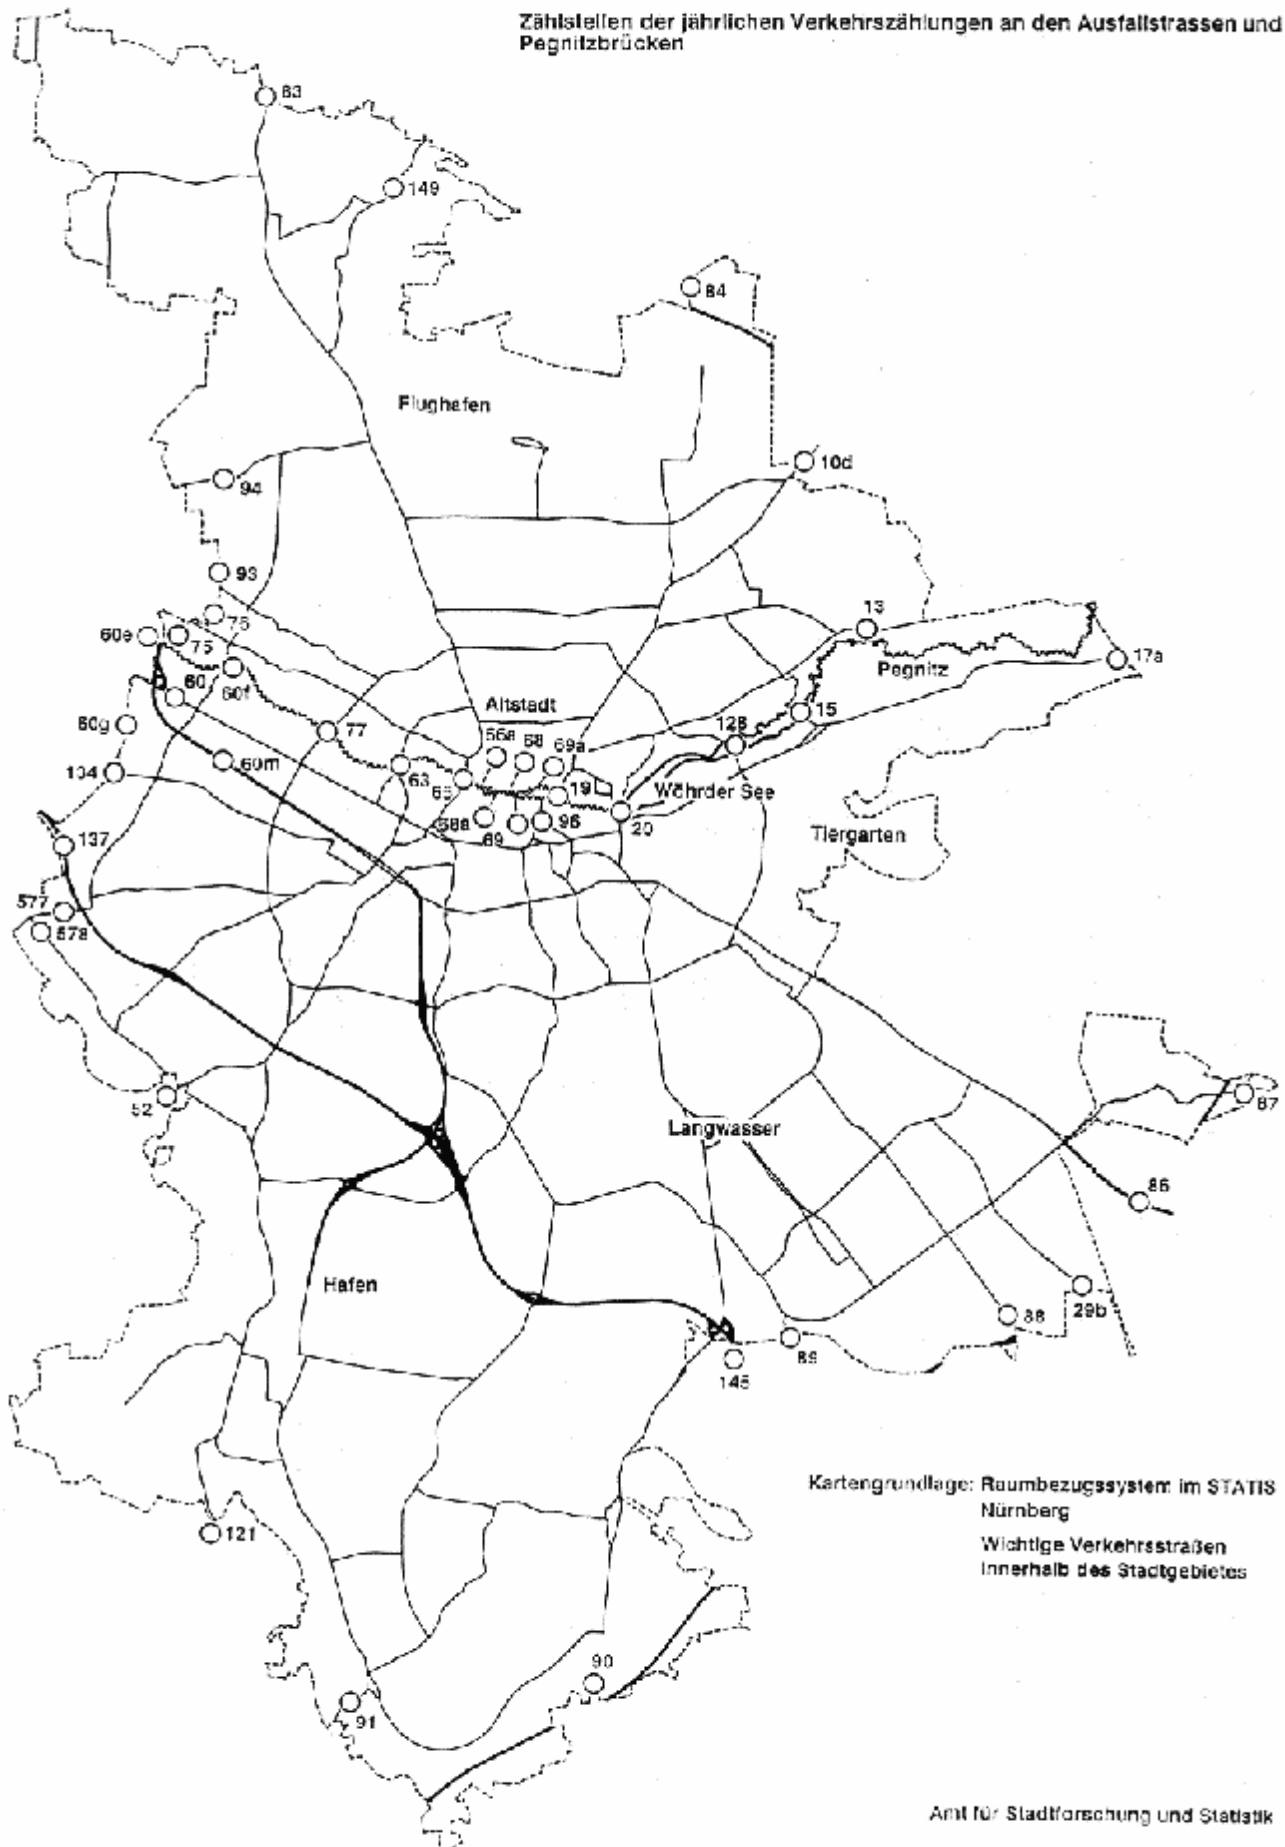 Zählstellen der jährlichen Verkehrszählungen an den Ausfallstrassen und
Pegnitzbrücken
83
149
84
Flughafen
10d
94
93
76
13
60e
75
Pegnitz
17a
60
60f
Altstadt
15
60g
77
128
68
69a
60m
104
63
65
19
Wöhrder See
68a
69
96
20
Tiergarten
137
577
578
52
Langwasser
87
86
Hafen
29b
88
89
145
Kartengrundlage: Raumbezugssystem im STATIS
Nürnberg
Wichtige Verkehrsstraßen
innerhalb des Stadtgebietes
121
90
91
Amt für Stadtforschung und Statistik